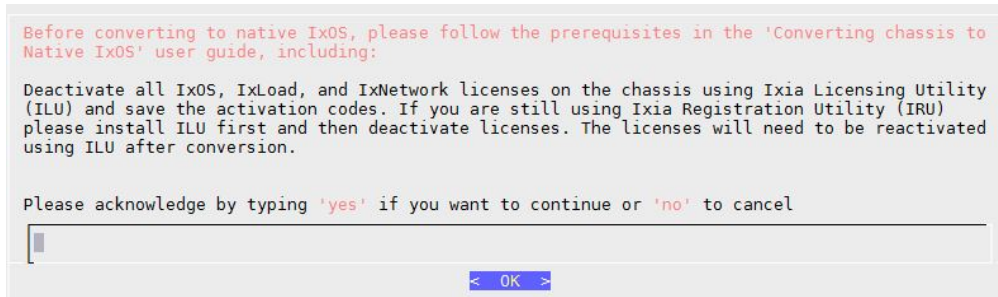 Before converting to native IxOS, please follow the prerequisites in the 'Converting chassis to
Native IxOS' user guide, including:
Deactivate all IxOS, IxLoad, and IxNetwork licenses on the chassis using Ixia Licensing Utility
(ILU) and save the activation codes. If you are still using Ixia Registration Utility (IRU)
please install ILU first and then deactivate licenses. The licenses will need to be reactivated
using ILU after conversion.
Please acknowledge by typing 'yes' if you want to continue or 'no' to cancel
< OK >